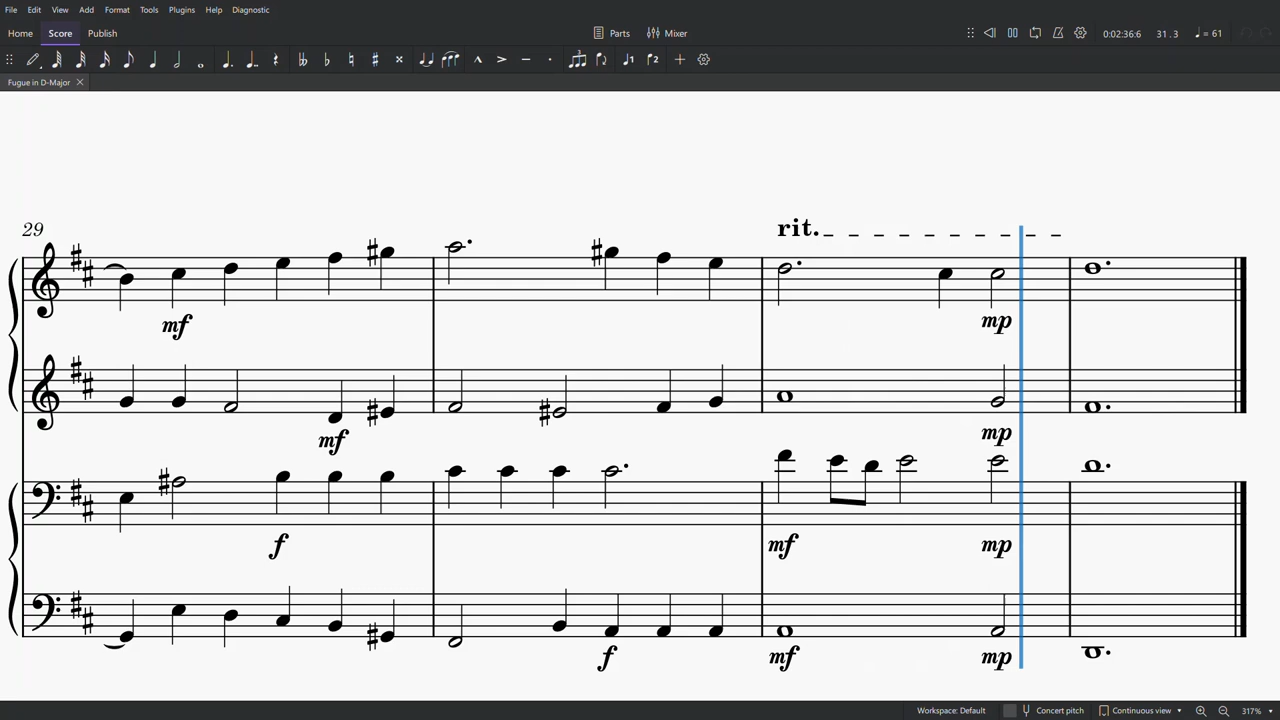 File Edit View Add Format Tools Plugins Help Diagnostic
Home Score Publish Parts Mixer 0:02:36:6 31. 3 ♩ = 61
Fugue in D-Major
29
rit.
mf mp
mf mp
f mf mp
f mf mp
Workspace: Default Concert pitch Continuous view 317%